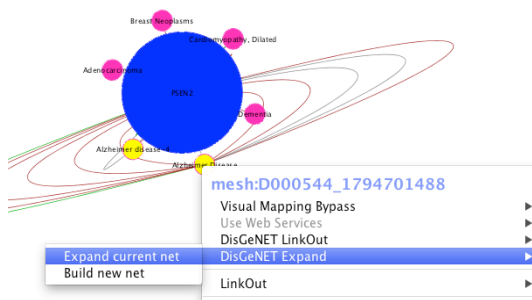 Breast Neoplasms
Cardiomyopathy, Dilated
Adenocarcinoma
PSEN2
Dementia
Alzheimer disease-4
Alzheimer Disease
mesh:D000544_1794701488
Visual Mapping Bypass
Use Web Services
DisGeNET LinkOut
DisGeNET Expand
Expand current net
Build new net
LinkOut